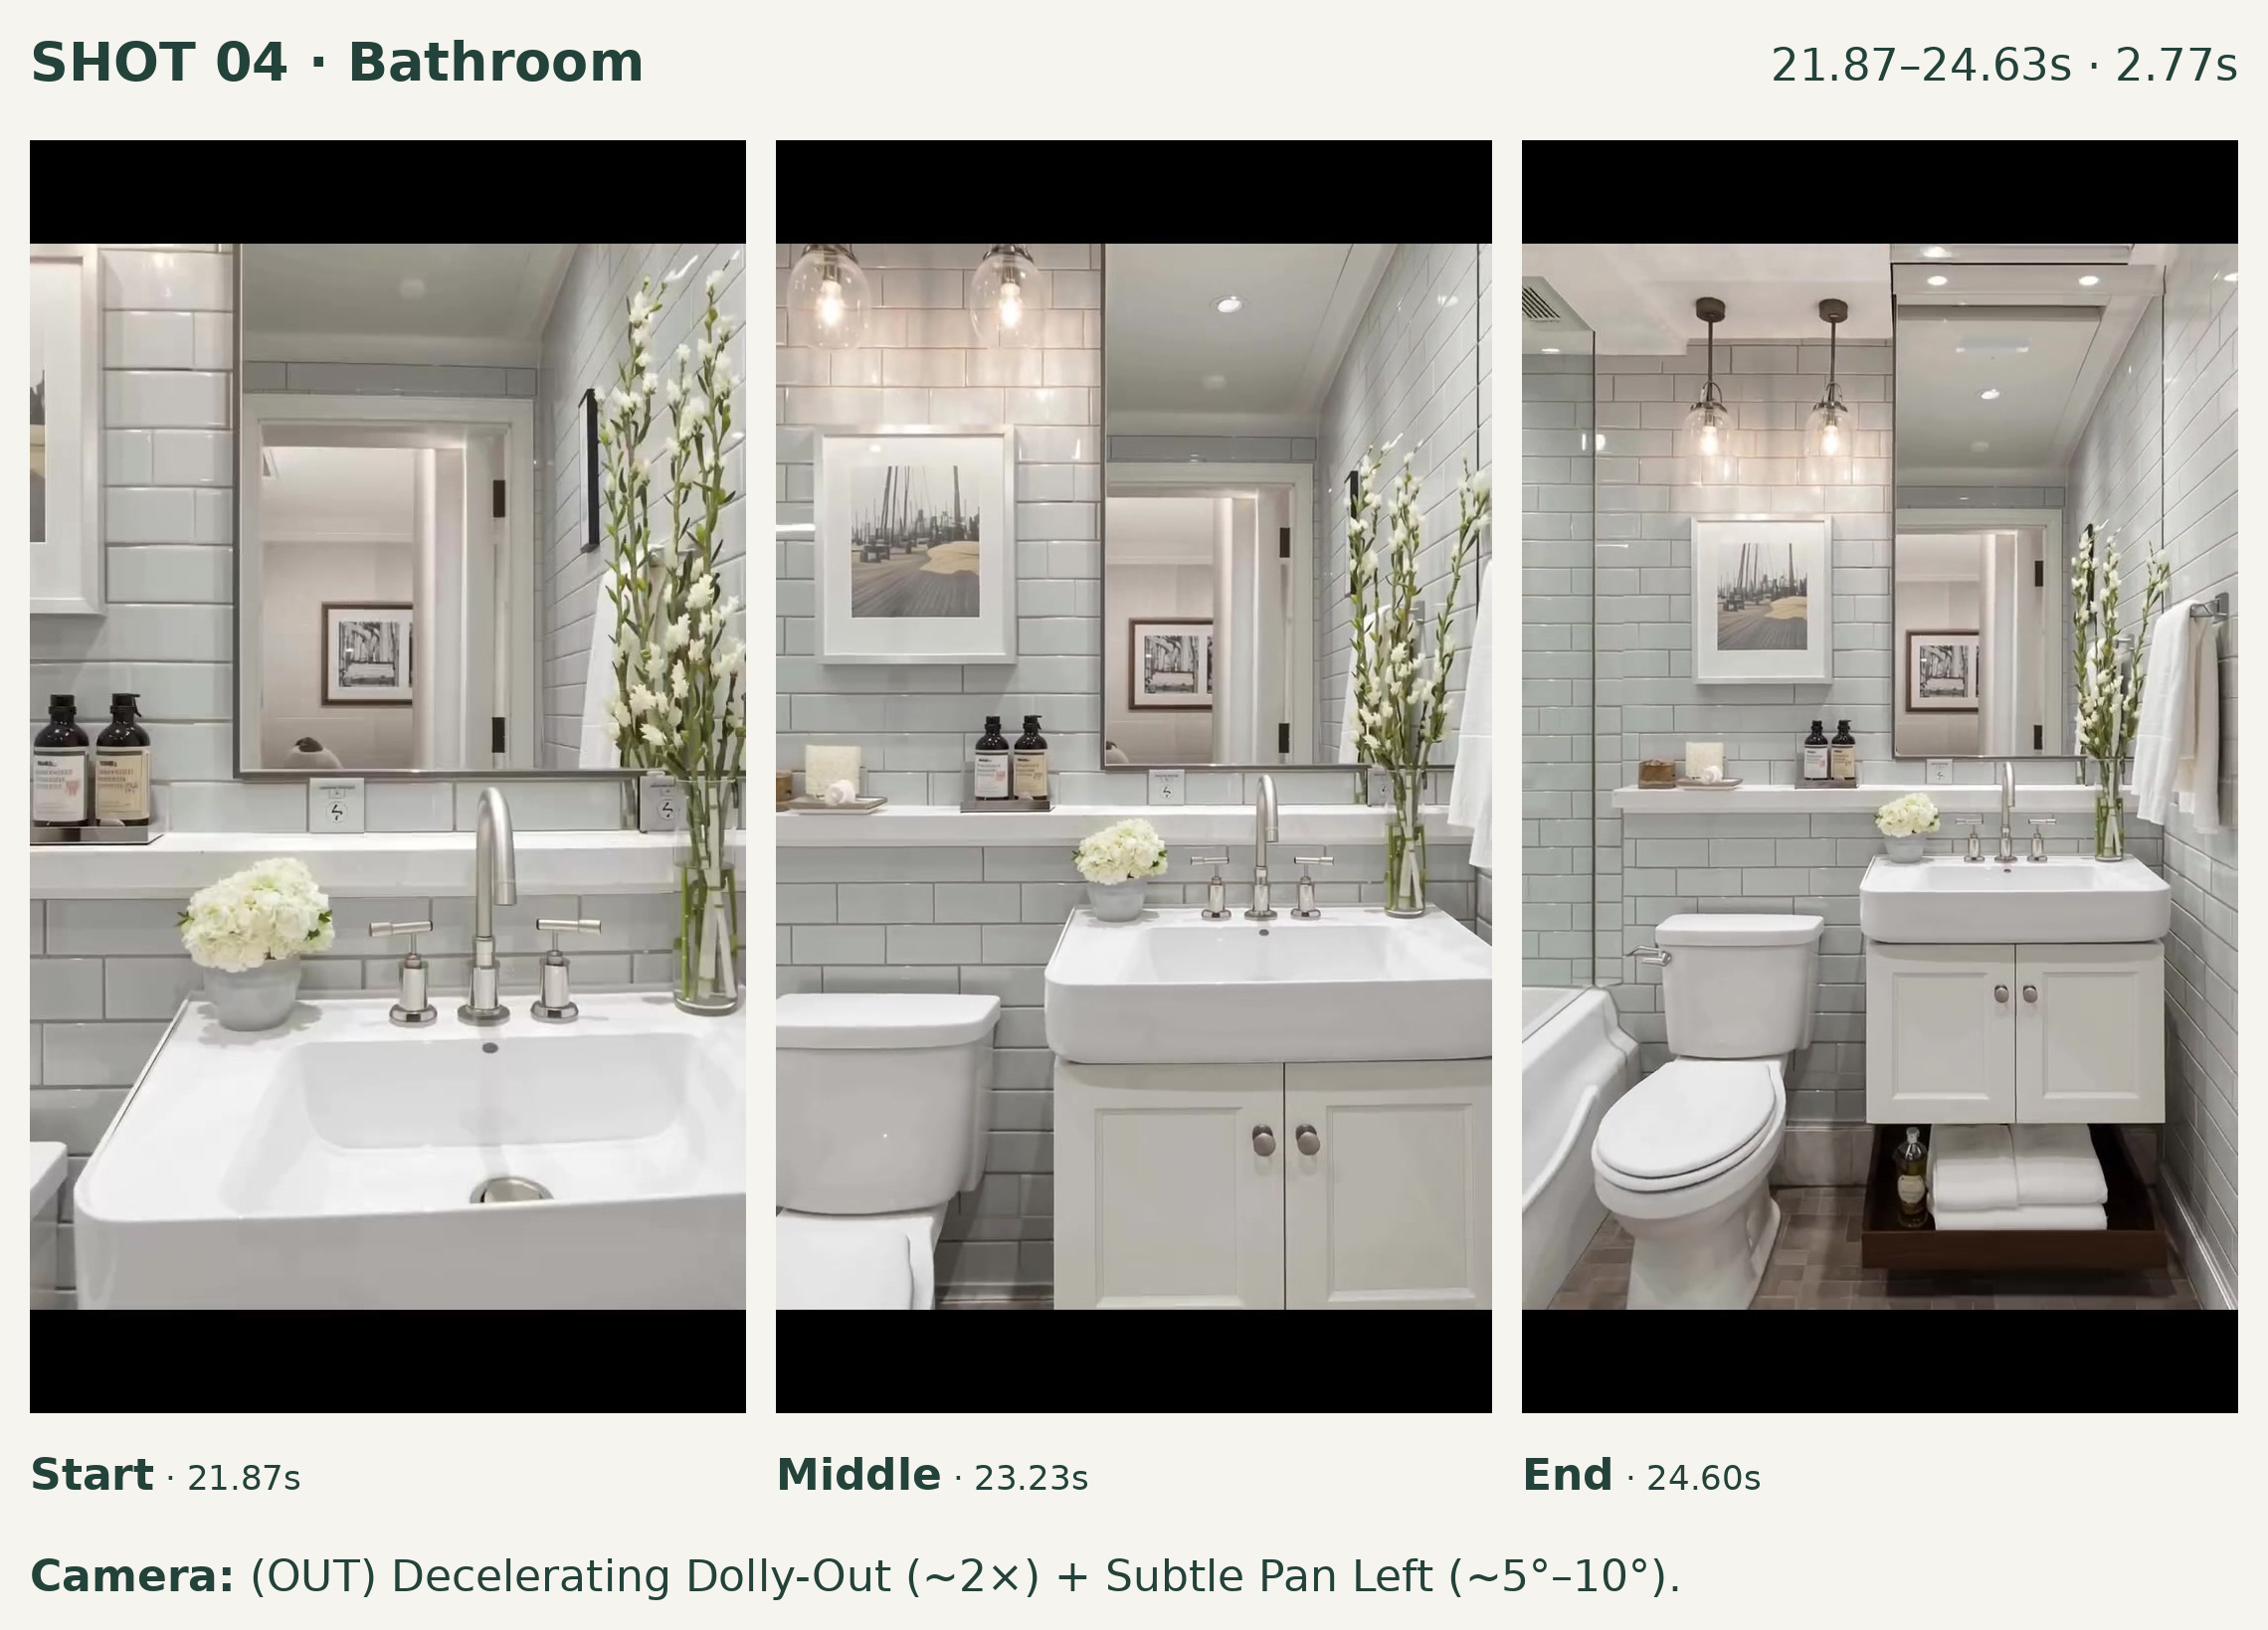 SHOT 04 · Bathroom
21.87–24.63s · 2.77s
Start · 21.87s
Middle · 23.23s
End · 24.60s
Camera: (OUT) Decelerating Dolly-Out (~2×) + Subtle Pan Left (~5°–10°).